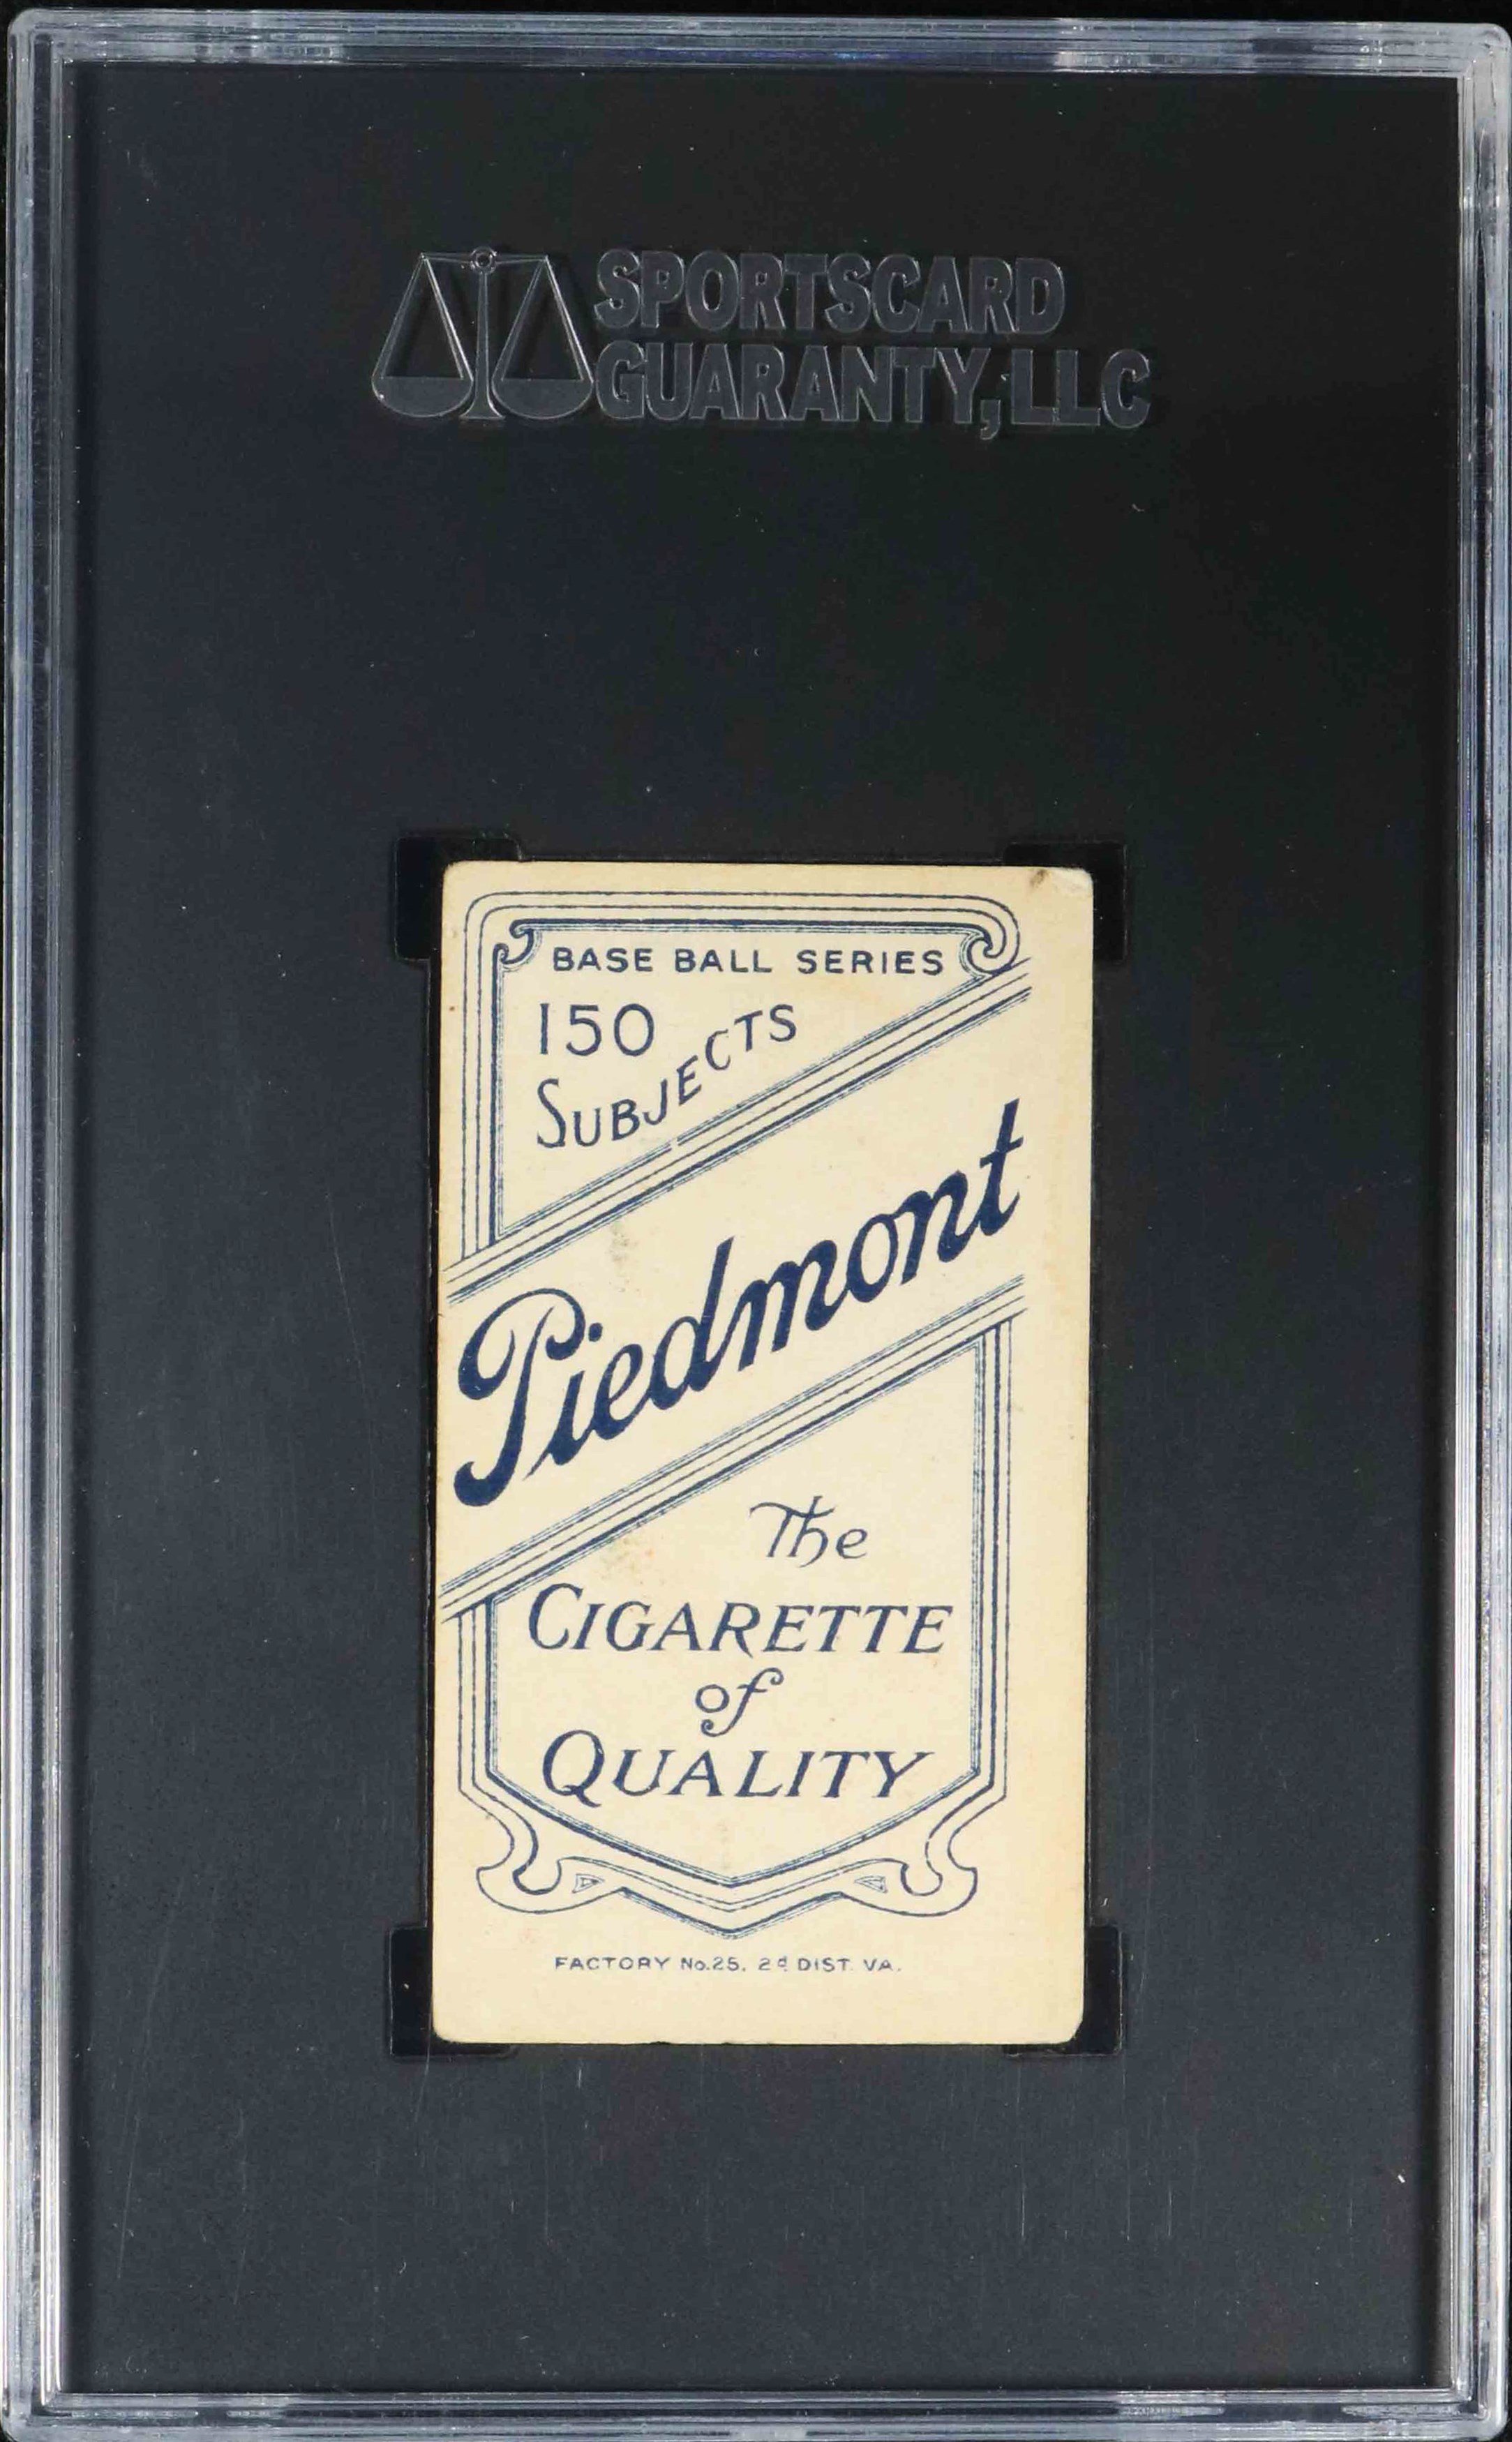 SPORTSCARD
GUARANTY, LLC
BASE BALL SERIES
150
SUBJECTS
Piedmont
The
CIGARETTE
of
QUALITY
FACTORY No.25. 2d DIST. VA.